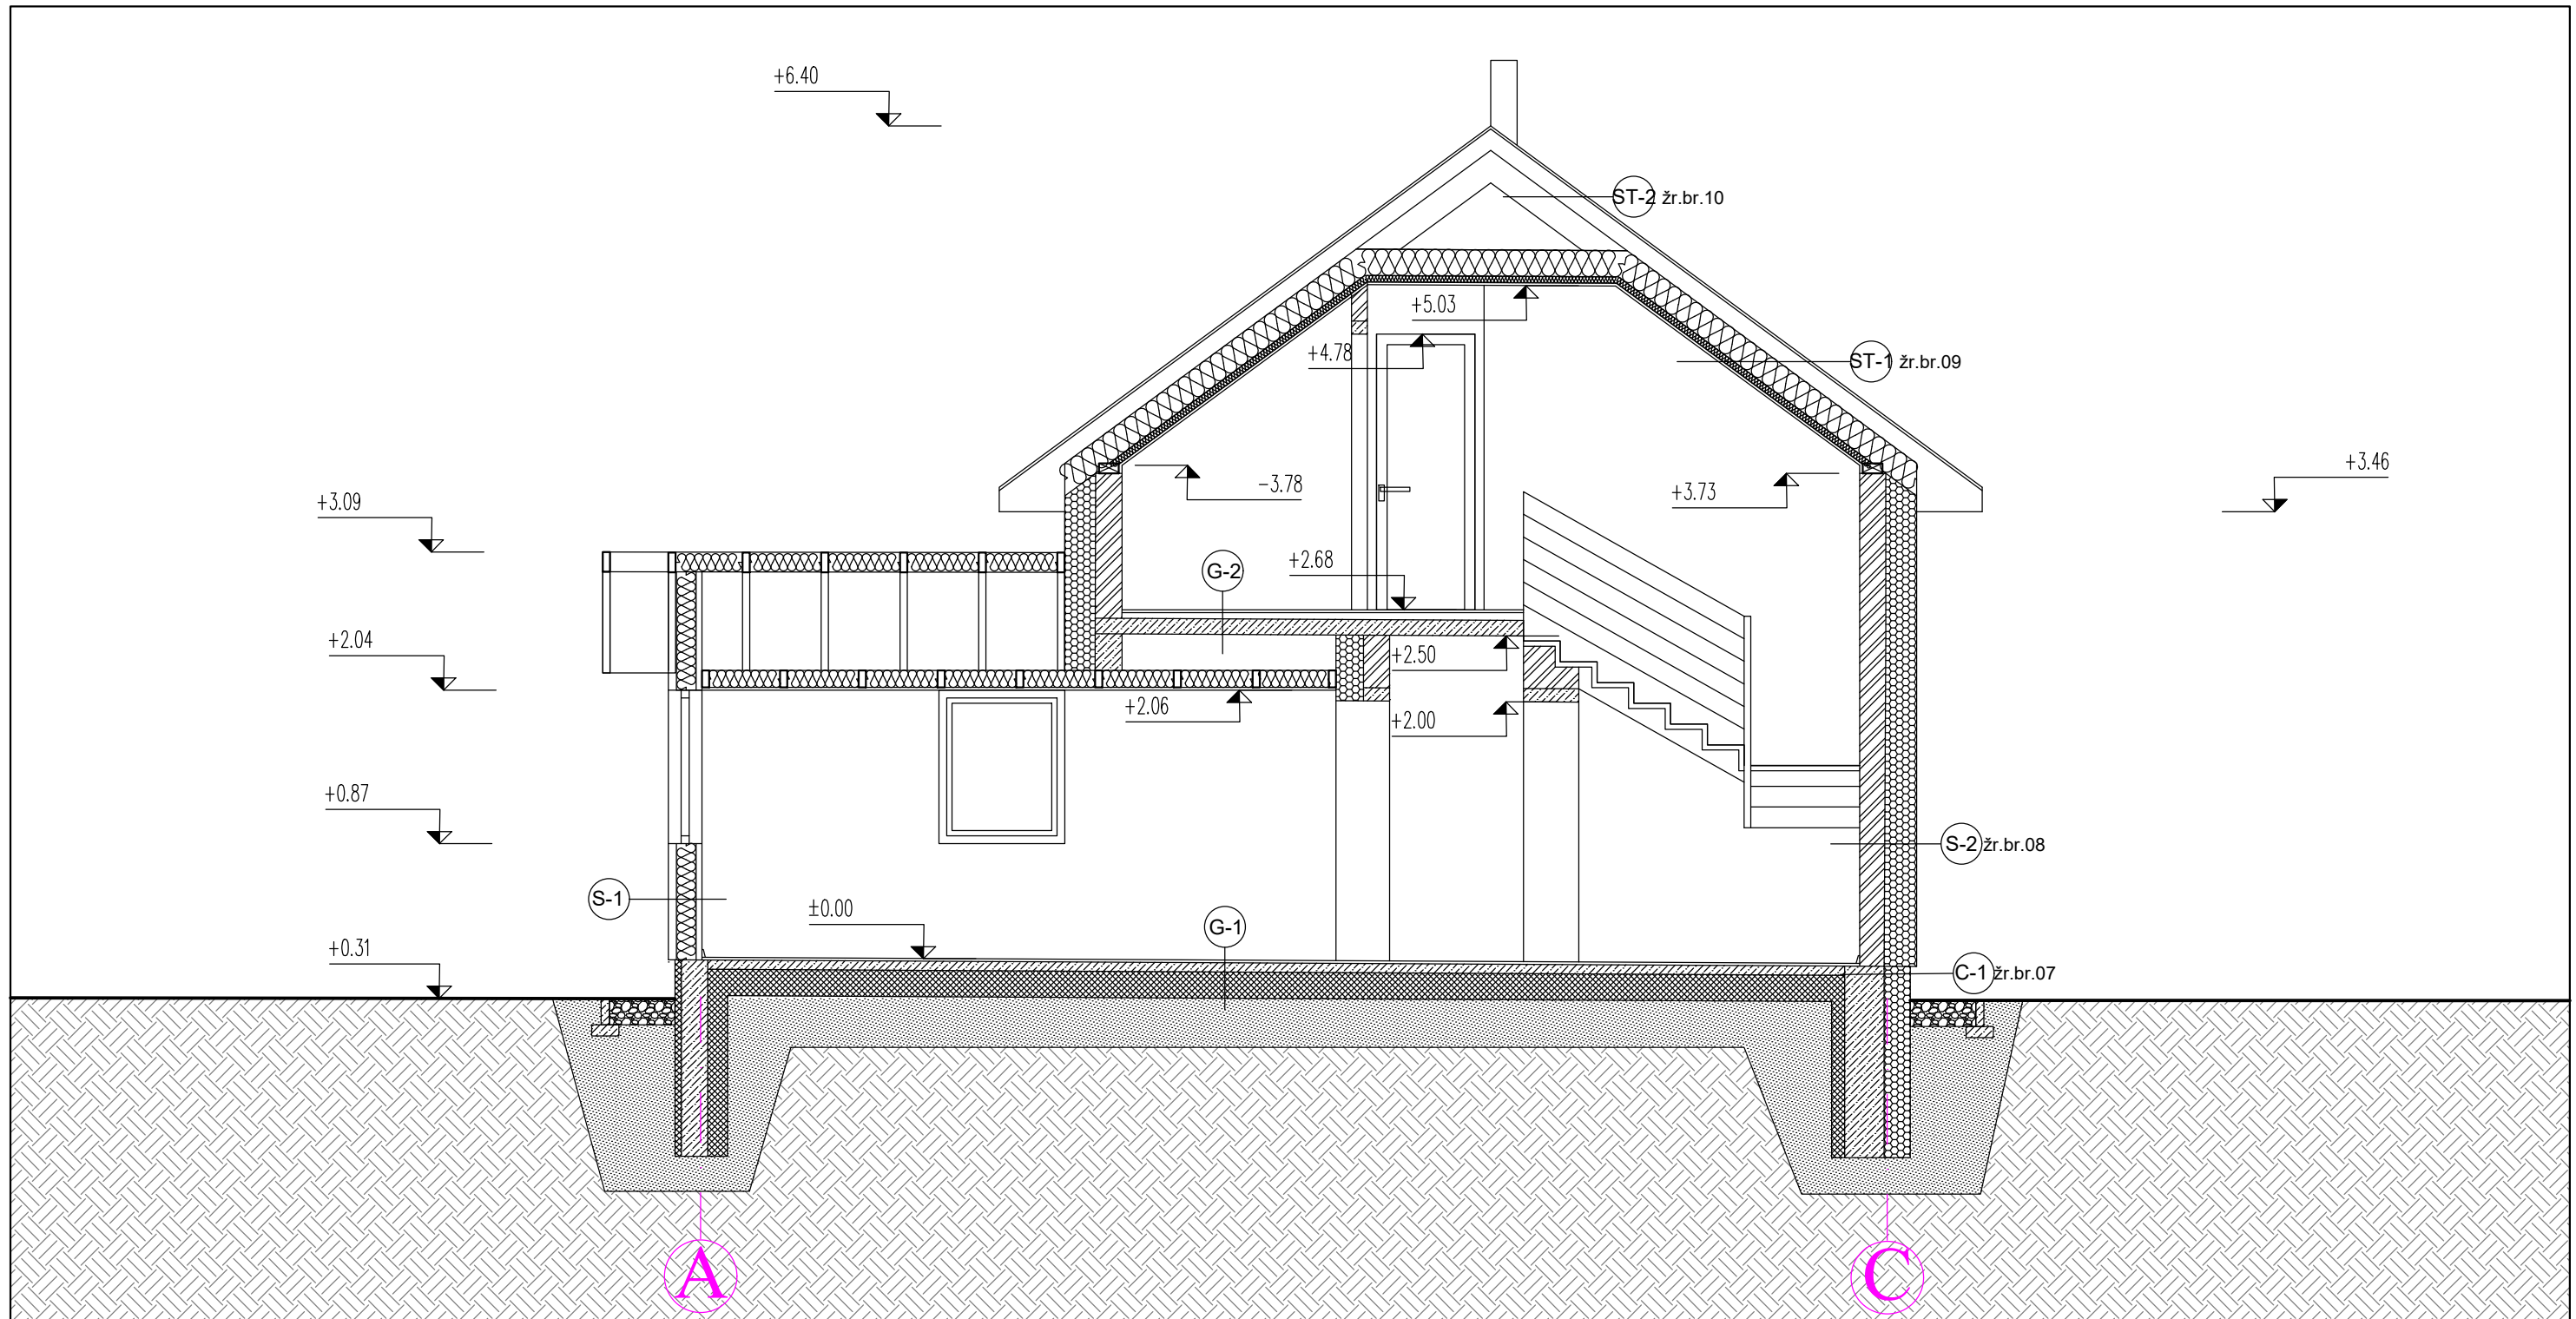 +6.40
ST-2 žr.br.10
+5.03
+4.78
ST-1 žr.br.09
+3.46
-3.78
+3.73
+3.09
G-2
+2.68
+2.04
+2.50
+2.06
+2.00
+0.87
S-2 žr.br.08
S-1
±0.00
G-1
+0.31
C-1 žr.br.07
A
C